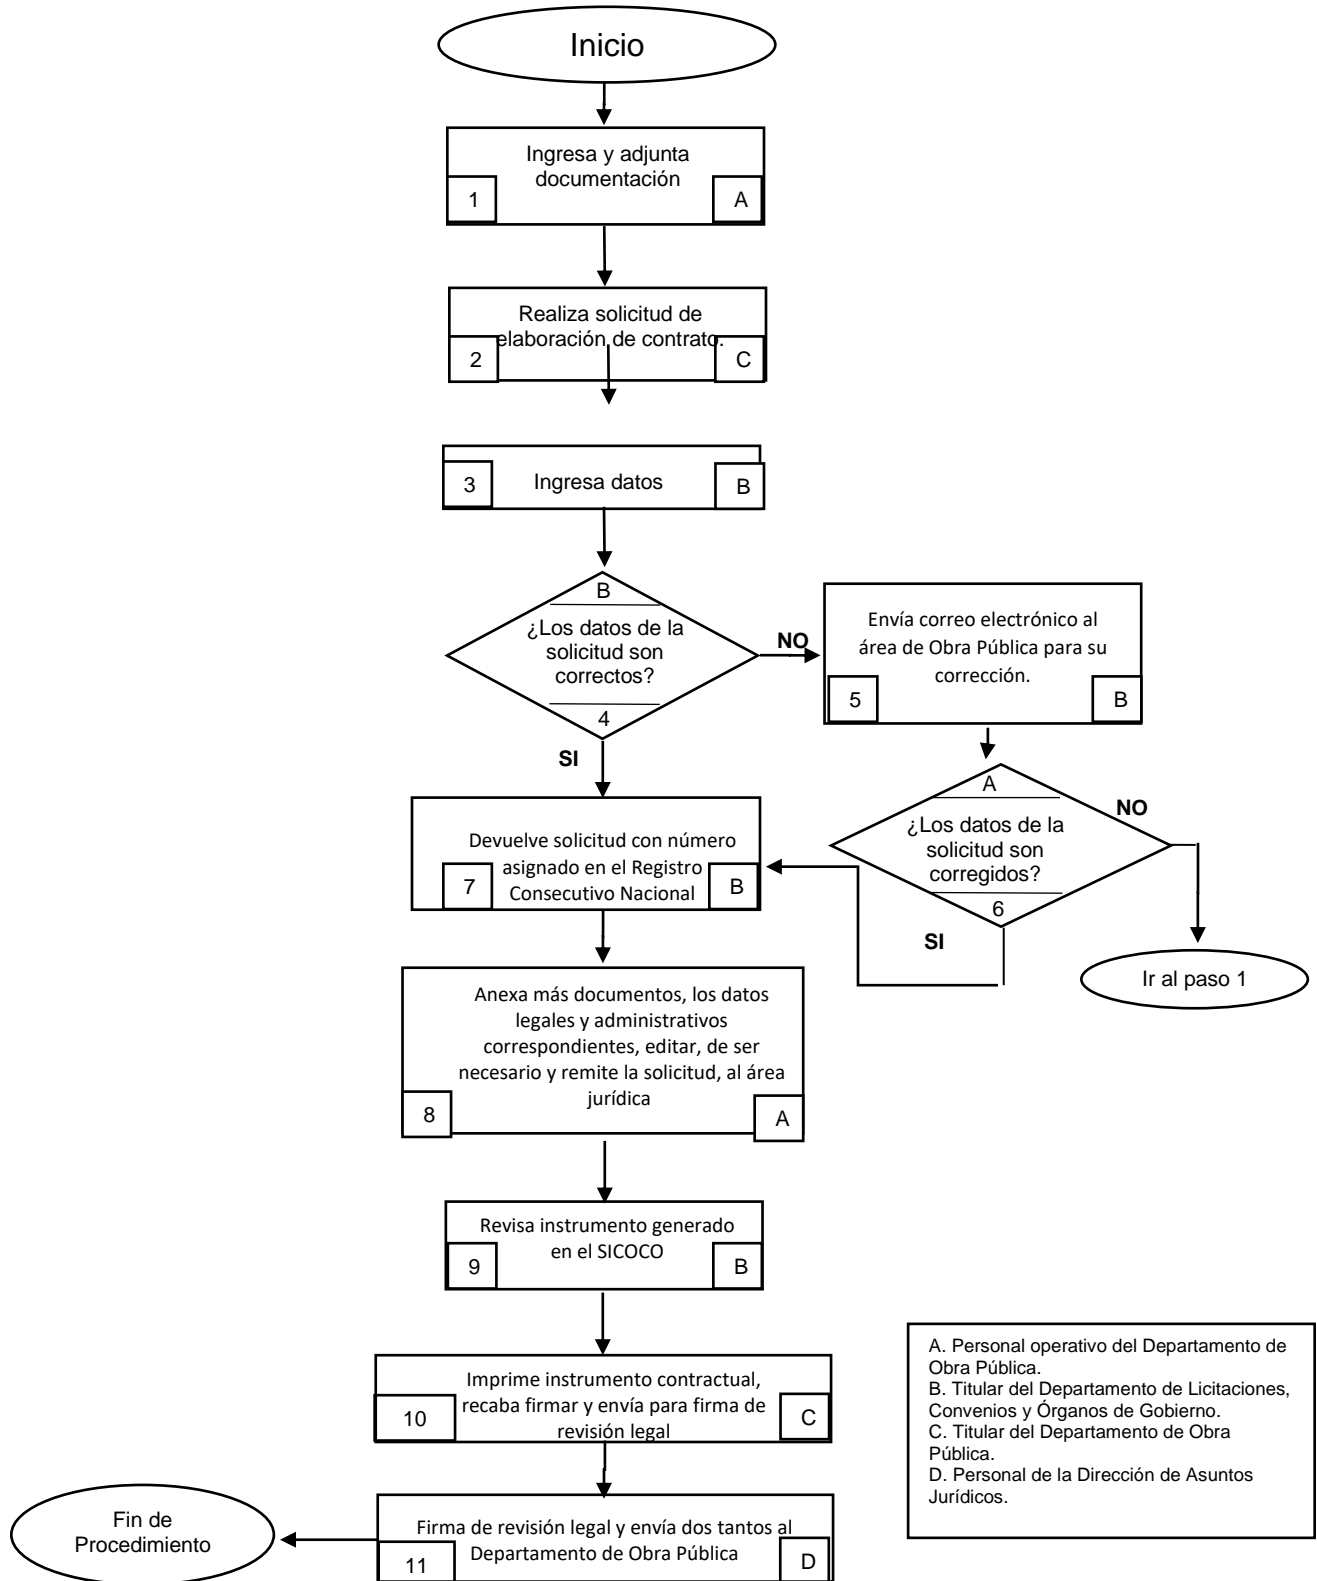 Inicio
Ingresa y adjunta
documentación
1
A
Realiza solicitud de
elaboración de contrato.
2
C
3
Ingresa datos
B
B
¿Los datos de la
solicitud son
correctos?
4
NO
SI
Envía correo electrónico al
área de Obra Pública para su
corrección.
5
B
A
¿Los datos de la
solicitud son
corregidos?
6
NO
SI
Ir al paso 1
Devuelve solicitud con número
asignado en el Registro
Consecutivo Nacional
7
B
Anexa más documentos, los datos
legales y administrativos
correspondientes, editar, de ser
necesario y remite la solicitud, al área
jurídica
8
A
Revisa instrumento generado
en el SICOCO
9
B
Imprime instrumento contractual,
recaba firmar y envía para firma de
revisión legal
10
C
Firma de revisión legal y envía dos tantos al
Departamento de Obra Pública
11
D
Fin de
Procedimiento
A. Personal operativo del Departamento de
Obra Pública.
B. Titular del Departamento de Licitaciones,
Convenios y Órganos de Gobierno.
C. Titular del Departamento de Obra
Pública.
D. Personal de la Dirección de Asuntos
Jurídicos.